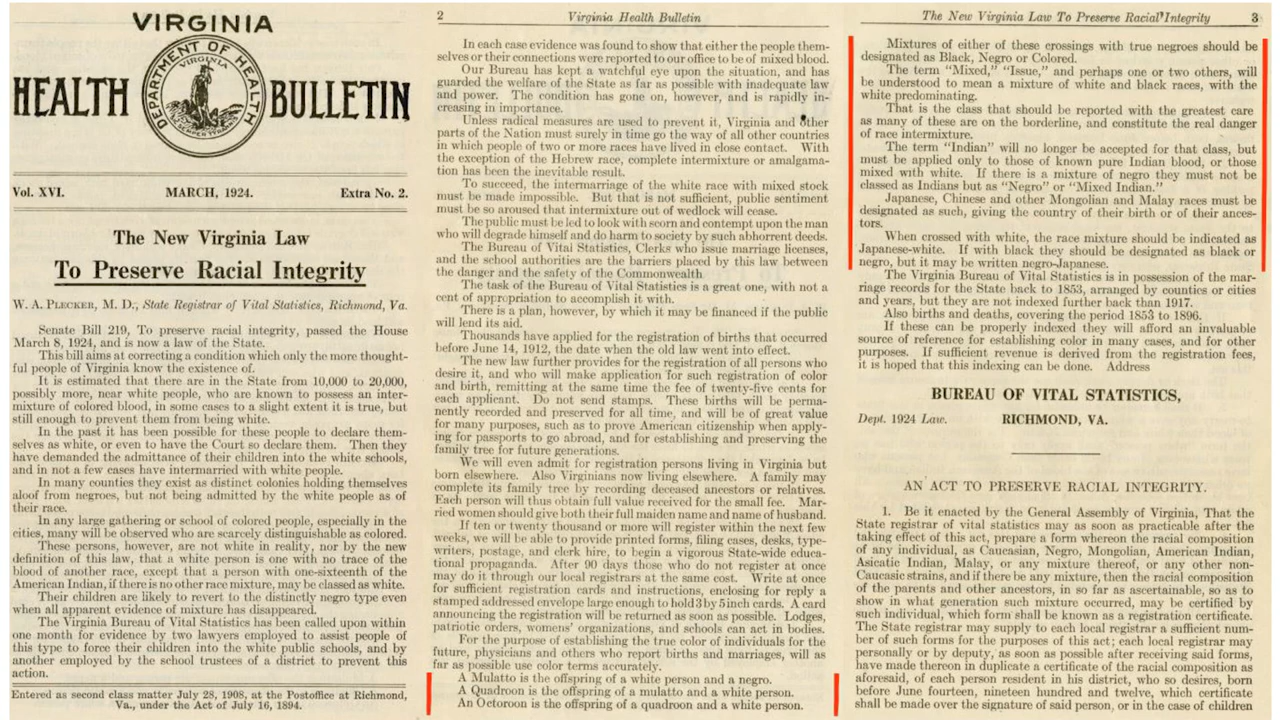 VIRGINIA
HEALTH BULLETIN
DEPARTMENT OF HEALTH
VIRGINIA
Vol. XVI. MARCH, 1924. Extra No. 2.
The New Virginia Law
To Preserve Racial Integrity
W. A. PLECKER, M. D., State Registrar of Vital Statistics, Richmond, Va.
Senate Bill 219, To preserve racial integrity, passed the House
March 8, 1924, and is now a law of the State.
This bill aims at correcting a condition which only the more thought-
ful people of Virginia know the existence of.
It is estimated that there are in the State from 10,000 to 20,000,
possibly more, near white people, who are known to possess an inter-
mixture of colored blood, in some cases to a slight extent it is true, but
still enough to prevent them from being white.
In the past it has been possible for these people to declare them-
selves as white, or even to have the Court so declare them. Then they
have demanded the admittance of their children into the white schools,
and in not a few cases have intermarried with white people.
In many counties they exist as distinct colonies holding themselves
aloof from negroes, but not being admitted by the white people as of
their race.
In any large gathering or school of colored people, especially in the
cities, many will be observed who are scarcely distinguishable as colored.
These persons, however, are not white in reality, nor by the new
definition of this law, that a white person is one with no trace of the
blood of another race, except that a person with one-sixteenth of the
American Indian, if there is no other race mixture, may be classed as white.
Their children are likely to revert to the distinctly negro type even
when all apparent evidence of mixture has disappeared.
The Virginia Bureau of Vital Statistics has been called upon within
one month for evidence by two lawyers employed to assist people of
this type to force their children into the white public schools, and by
another employed by the school trustees of a district to prevent this
action.
Entered as second class matter July 28, 1908, at the Postoffice at Richmond,
Va., under the Act of July 16, 1894.
2 Virginia Health Bulletin
In each case evidence was found to show that either the people them-
selves or their connections were reported to our office to be of mixed blood.
Our Bureau has kept a watchful eye upon the situation, and has
guarded the welfare of the State as far as possible with inadequate law
and power. The condition has gone on, however, and is rapidly in-
creasing in importance.
Unless radical measures are used to prevent it, Virginia and other
parts of the Nation must surely in time go the way of all other countries
in which people of two or more races have lived in close contact. With
the exception of the Hebrew race, complete intermixture or amalgama-
tion has been the inevitable result.
To succeed, the intermarriage of the white race with mixed stock
must be made impossible. But that is not sufficient, public sentiment
must be so aroused that intermixture out of wedlock will cease.
The public must be led to look with scorn and contempt upon the man
who will degrade himself and do harm to society by such abhorrent deeds.
The Bureau of Vital Statistics, Clerks who issue marriage licenses,
and the school authorities are the barriers placed by this law between
the danger and the safety of the Commonwealth
The task of the Bureau of Vital Statistics is a great one, with not a
cent of appropriation to accomplish it with.
There is a plan, however, by which it may be financed if the public
will lend its aid.
Thousands have applied for the registration of births that occurred
before June 14, 1912, the date when the old law went into effect.
The new law further provides for the registration of all persons who
desire it, and who will make application for such registration of color
and birth, remitting at the same time the fee of twenty-five cents for
each applicant. Do not send stamps. These births will be perma-
nently recorded and preserved for all time, and will be of great value
for many purposes, such as to prove American citizenship when apply-
ing for passports to go abroad, and for establishing and preserving the
family tree for future generations.
We will even admit for registration persons living in Virginia but
born elsewhere. Also Virginians now living elsewhere. A family may
complete its family tree by recording deceased ancestors or relatives.
Each person will thus obtain full value received for the small fee. Mar-
ried women should give both their full maiden name and name of husband.
If ten or twenty thousand or more will register within the next few
weeks, we will be able to provide printed forms, filing cases, desks, type-
writers, postage, and clerk hire, to begin a vigorous State-wide educa-
tional propaganda. After 90 days those who do not register at once
may do it through our local registrars at the same cost. Write at once
for sufficient registration cards and instructions, enclosing for reply a
stamped addressed envelope large enough to hold 3 by 5 inch cards. A card
announcing the registration will be returned as soon as possible. Lodges,
patriotic orders, womens' organizations, and schools can act in bodies.
For the purpose of establishing the true color of individuals for the
future, physicians and others who report births and marriages, will as
far as possible use color terms accurately.
A Mulatto is the offspring of a white person and a negro.
A Quadroon is the offspring of a mulatto and a white person.
An Octoroon is the offspring of a quadroon and a white person.
The New Virginia Law To Preserve Racial Integrity 3
Mixtures of either of these crossings with true negroes should be
designated as Black, Negro or Colored.
The term "Mixed," "Issue," and perhaps one or two others, will
be understood to mean a mixture of white and black races, with the
white predominating.
That is the class that should be reported with the greatest care
as many of these are on the borderline, and constitute the real danger
of race intermixture.
The term "Indian" will no longer be accepted for that class, but
must be applied only to those of known pure Indian blood, or those
mixed with white. If there is a mixture of negro they must not be
classed as Indians but as "Negro" or "Mixed Indian."
Japanese, Chinese and other Mongolian and Malay races must be
designated as such, giving the country of their birth or of their ances-
tors.
When crossed with white, the race mixture should be indicated as
Japanese-white. If with black they should be designated as black or
negro, but it may be written negro-Japanese.
The Virginia Bureau of Vital Statistics is in possession of the mar-
riage records for the State back to 1853, arranged by counties or cities
and years, but they are not indexed further back than 1917.
Also births and deaths, covering the period 1853 to 1896.
If these can be properly indexed they will afford an invaluable
source of reference for establishing color in many cases, and for other
purposes. If sufficient revenue is derived from the registration fees,
it is hoped that this indexing can be done. Address
BUREAU OF VITAL STATISTICS,
Dept. 1924 Law. RICHMOND, VA.
AN ACT TO PRESERVE RACIAL INTEGRITY.
1. Be it enacted by the General Assembly of Virginia, That the
State registrar of vital statistics may as soon as practicable after the
taking effect of this act, prepare a form whereon the racial composition
of any individual, as Caucasian, Negro, Mongolian, American Indian,
Asicatic Indian, Malay, or any mixture thereof, or any other non-
Caucasic strains, and if there be any mixture, then the racial composition
of the parents and other ancestors, in so far as ascertainable, so as to
show in what generation such mixture occurred, may be certified by
such individual, which form shall be known as a registration certificate.
The State registrar may supply to each local registrar a sufficient num-
ber of such forms for the purposes of this act; each local registrar may
personally or by deputy, as soon as possible after receiving said forms,
have made thereon in duplicate a certificate of the racial composition as
aforesaid, of each person resident in his district, who so desires, born
before June fourteen, nineteen hundred and twelve, which certificate
shall be made over the signature of said person, or in the case of children